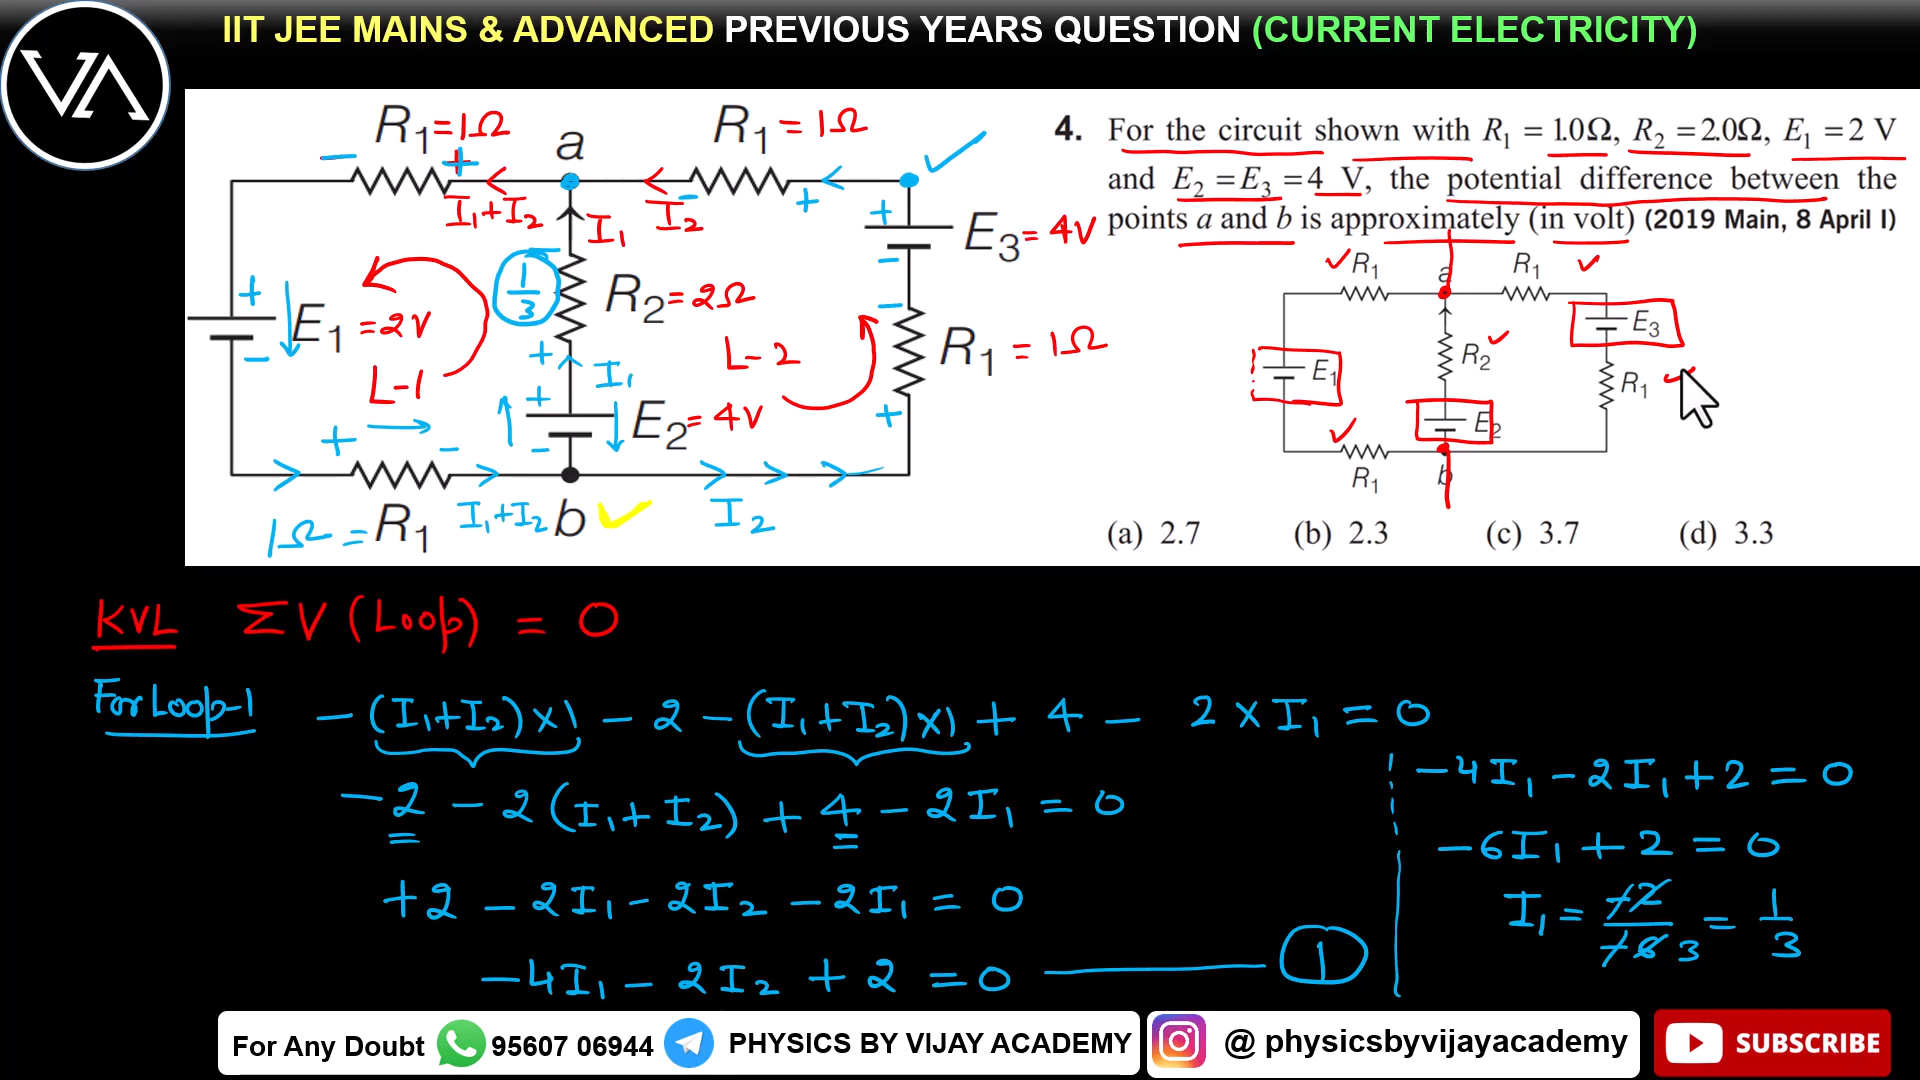 VA
IIT JEE MAINS & ADVANCED PREVIOUS YEARS QUESTION (CURRENT ELECTRICITY)
R1 = 1Ω
a
R1 = 1Ω
- +
- +
I1+I2
I2
I1
+
E3 = 4V
-
+
E1 = 2V
-
1/3
R2 = 2Ω
-
R1 = 1Ω
+
L-1
L-2
+
I1
+
E2 = 4V
-
+ -
1Ω = R1
I1+I2
b
I2
4. For the circuit shown with R1 = 1.0Ω, R2 = 2.0Ω, E1 = 2 V
and E2 = E3 = 4 V, the potential difference between the
points a and b is approximately (in volt) (2019 Main, 8 April I)
R1
a
R1
E1
R2
E3
R1
E2
R1
b
(a) 2.7 (b) 2.3 (c) 3.7 (d) 3.3
KVL ΣV (Loop) = 0
For Loop-1 -(I1+I2)×1 - 2 -(I1+I2)×1 + 4 - 2×I1 = 0
-2 - 2(I1+I2) + 4 - 2I1 = 0
+2 - 2I1 - 2I2 - 2I1 = 0
-4I1 - 2I2 + 2 = 0 1
-4I1 - 2I1 + 2 = 0
-6I1 + 2 = 0
I1 = +2/+6 3 = 1/3
For Any Doubt 95607 06944 PHYSICS BY VIJAY ACADEMY @ physicsbyvijayacademy SUBSCRIBE